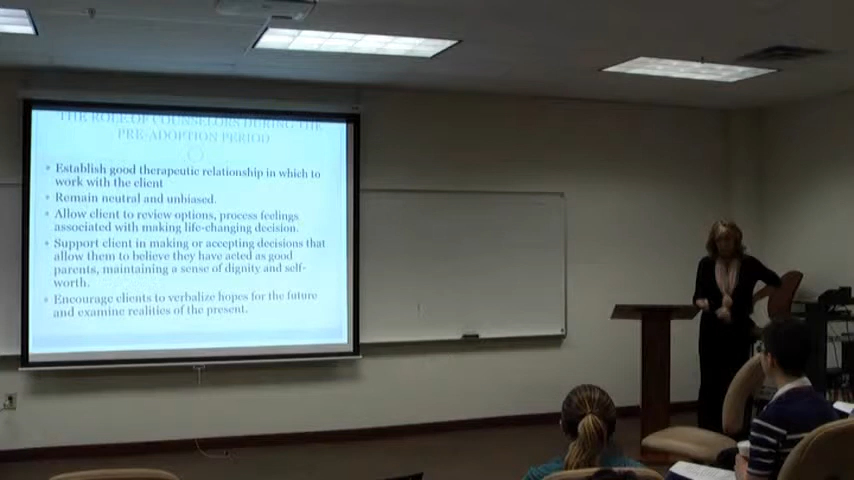 THE ROLE OF COUNSELORS DURING THE
PRE-ADOPTION PERIOD
Establish good therapeutic relationship in which to
work with the client
Remain neutral and unbiased.
Allow client to review options, process feelings
associated with making life-changing decision.
Support client in making or accepting decisions that
allow them to believe they have acted as good
parents, maintaining a sense of dignity and self-
worth.
Encourage clients to verbalize hopes for the future
and examine realities of the present.